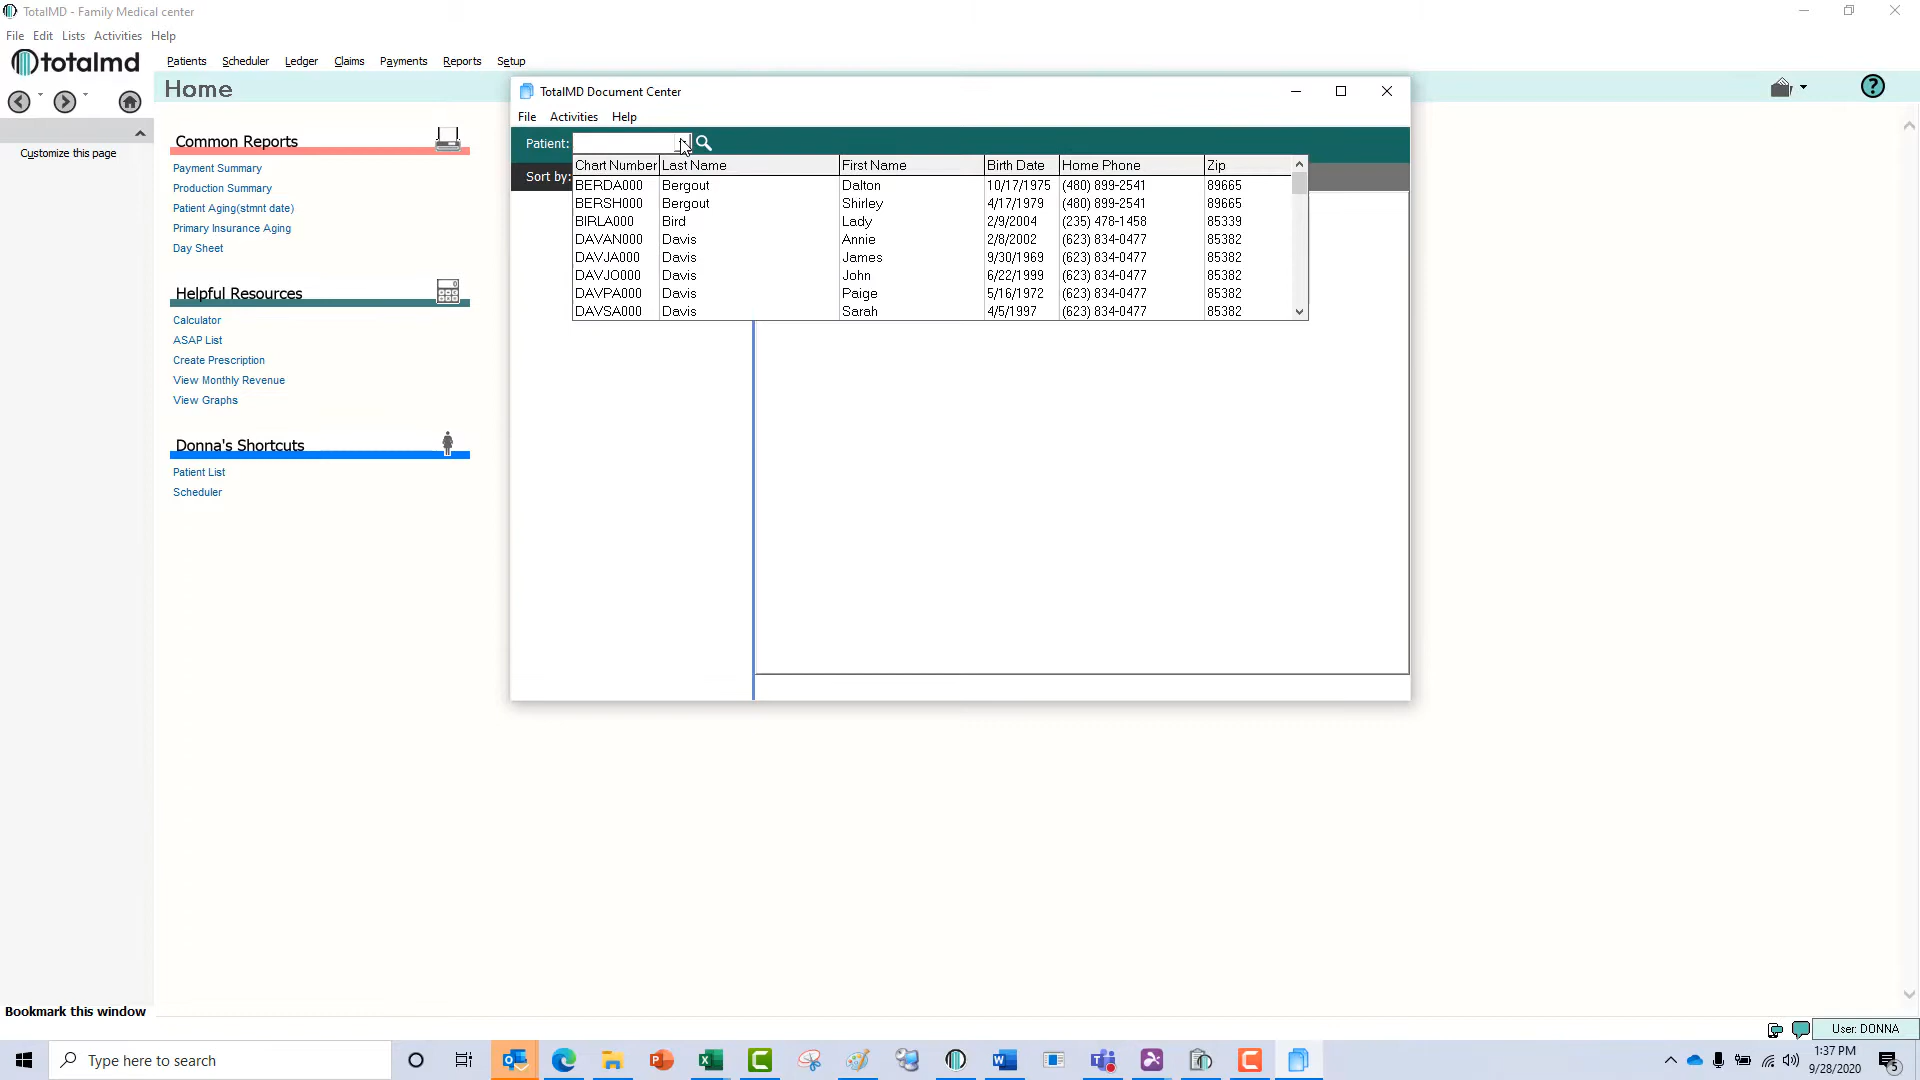 TotalMD - Family Medical center
File Edit Lists Activities Help
totalmd
Patients Scheduler Ledger Claims Payments Reports Setup
Home
Customize this page
Common Reports
Payment Summary
Production Summary
Patient Aging(stmnt date)
Primary Insurance Aging
Day Sheet
Helpful Resources
Calculator
ASAP List
Create Prescription
View Monthly Revenue
View Graphs
Donna's Shortcuts
Patient List
Scheduler
TotalMD Document Center
File Activities Help
Patient:
Sort by:
Chart Number Last Name First Name Birth Date Home Phone Zip
BERDA000 Bergout Dalton 10/17/1975 (480) 899-2541 89665
BERSH000 Bergout Shirley 4/17/1979 (480) 899-2541 89665
BIRLA000 Bird Lady 2/9/2004 (235) 478-1458 85339
DAVAN000 Davis Annie 2/8/2002 (623) 834-0477 85382
DAVJA000 Davis James 9/30/1969 (623) 834-0477 85382
DAVJO000 Davis John 6/22/1999 (623) 834-0477 85382
DAVPA000 Davis Paige 5/16/1972 (623) 834-0477 85382
DAVSA000 Davis Sarah 4/5/1997 (623) 834-0477 85382
Bookmark this window
User: DONNA
Type here to search
1:37 PM
9/28/2020
5